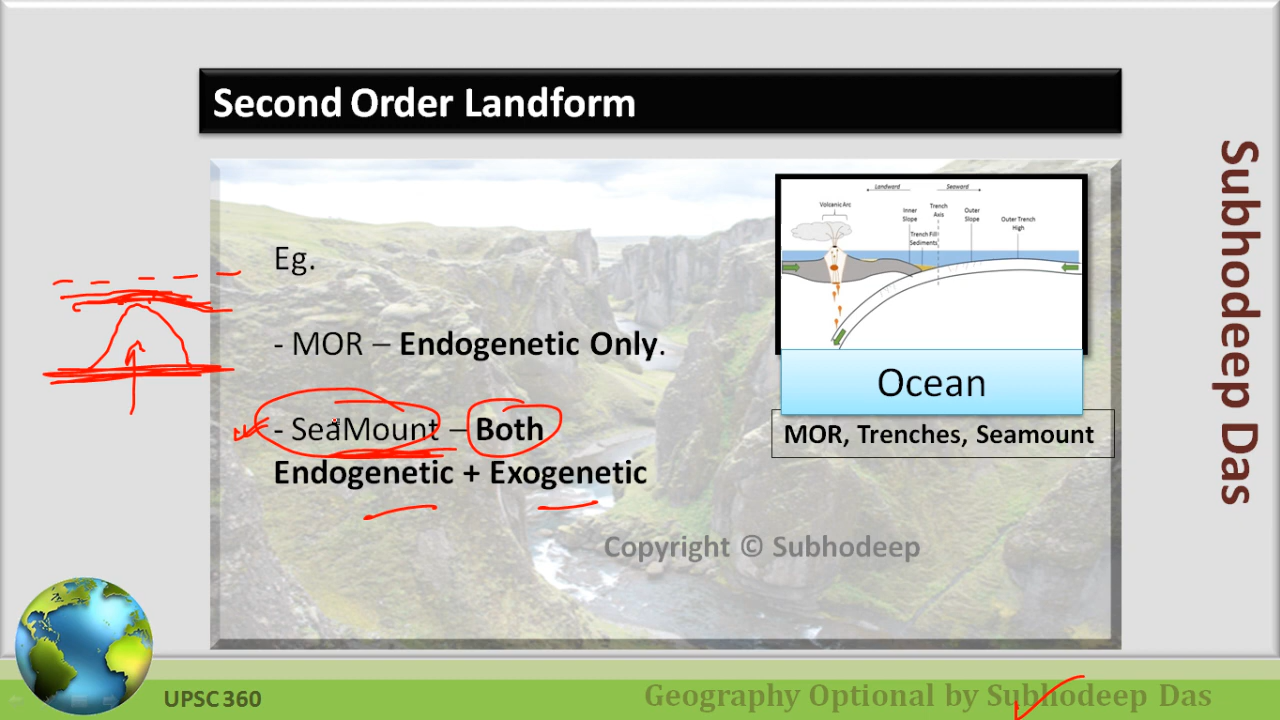 Second Order Landform
Eg.
- MOR – Endogenetic Only.
- SeaMount – Both
Endogenetic + Exogenetic
Landward
Seaward
Volcanic Arc
Inner
Slope
Trench
Axis
Outer
Slope
Outer Trench
High
Trench Fill
Sediments
Ocean
MOR, Trenches, Seamount
Copyright © Subhodeep
Subhodeep Das
UPSC 360
Geography Optional by Subhodeep Das